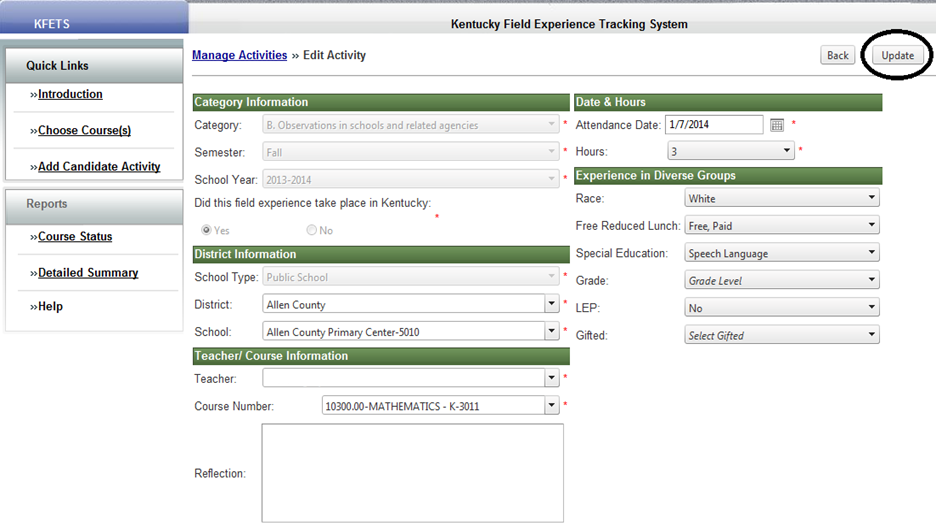 KFETS
Kentucky Field Experience Tracking System
Quick Links
»Introduction
»Choose Course(s)
»Add Candidate Activity
Reports
»Course Status
»Detailed Summary
»Help
Manage Activities » Edit Activity
Back
Update
Category Information
Category: B. Observations in schools and related agencies *
Semester: Fall *
School Year: 2013-2014 *
Did this field experience take place in Kentucky: *
Yes No
District Information
School Type: Public School *
District: Allen County *
School: Allen County Primary Center-5010 *
Teacher/ Course Information
Teacher: *
Course Number: 10300.00-MATHEMATICS - K-3011 *
Reflection:
Date & Hours
Attendance Date: 1/7/2014 *
Hours: 3 *
Experience in Diverse Groups
Race: White
Free Reduced Lunch: Free, Paid
Special Education: Speech Language
Grade: Grade Level
LEP: No
Gifted: Select Gifted